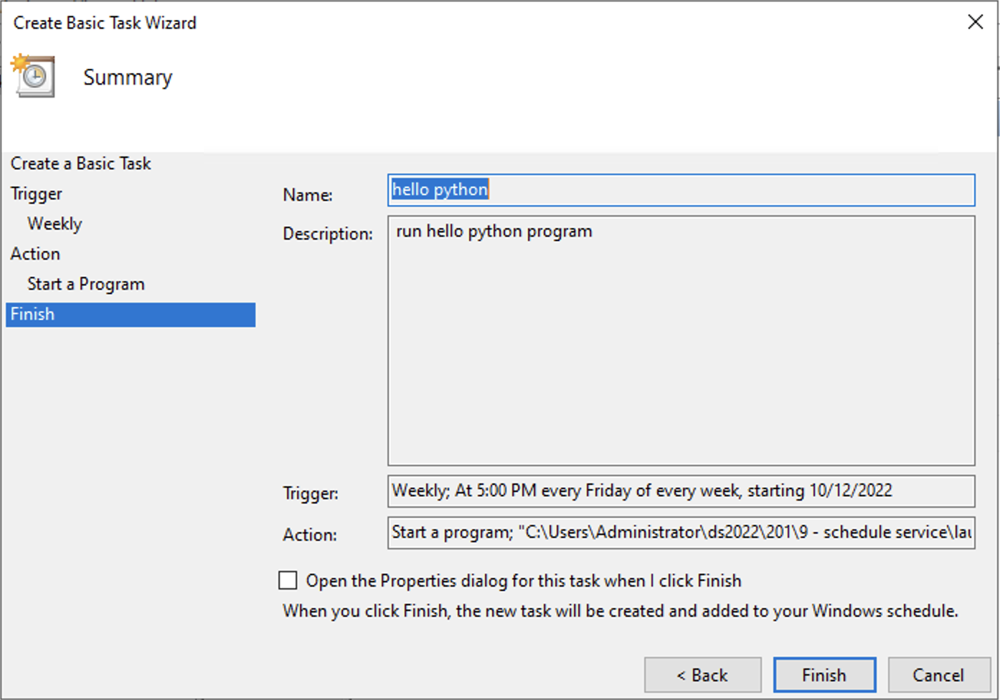 Create Basic Task Wizard
Summary
Create a Basic Task
Trigger
Weekly
Action
Start a Program
Finish
Name: hello python
Description: run hello python program
Trigger: Weekly; At 5:00 PM every Friday of every week, starting 10/12/2022
Action: Start a program; "C:\Users\Administrator\ds2022\201\9 - schedule service\lau
Open the Properties dialog for this task when I click Finish
When you click Finish, the new task will be created and added to your Windows schedule.
< Back Finish Cancel